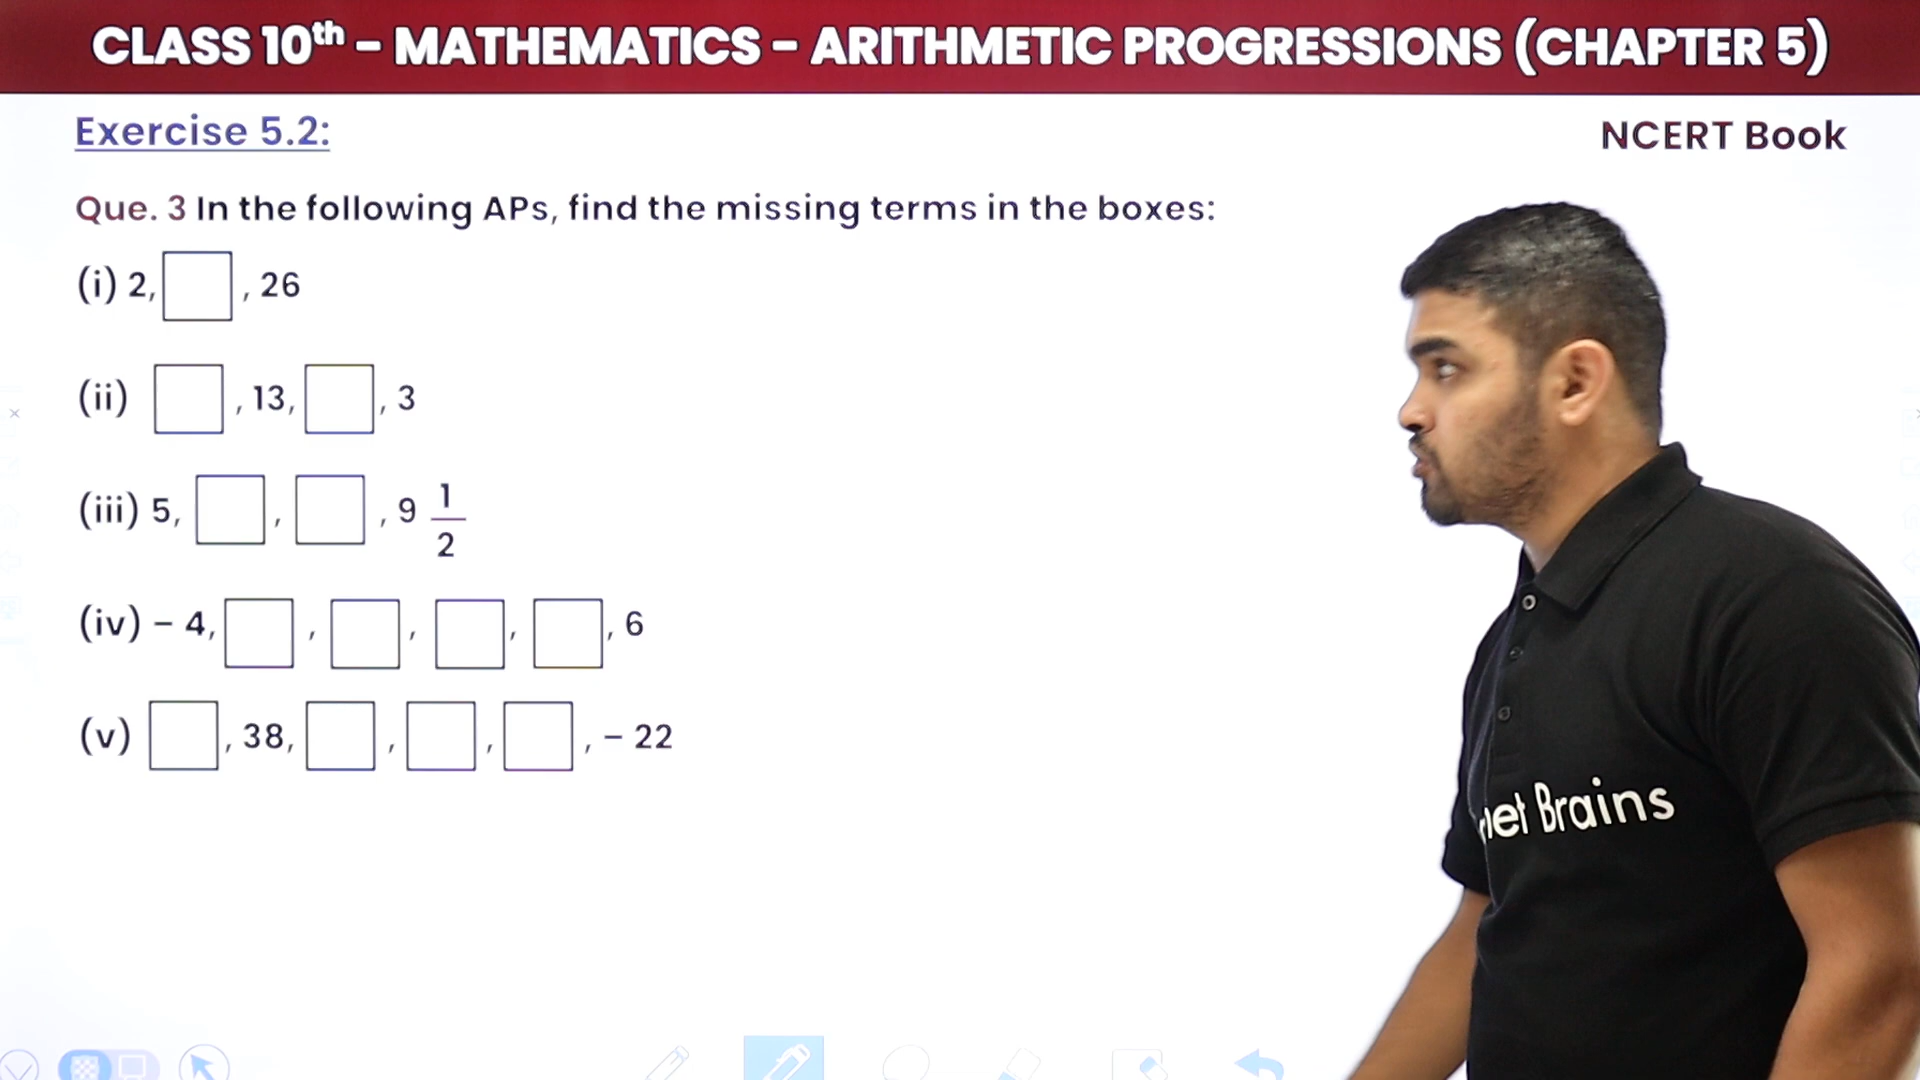 CLASS 10th – MATHEMATICS – ARITHMETIC PROGRESSIONS (CHAPTER 5)
Exercise 5.2:
NCERT Book
Que. 3 In the following APs, find the missing terms in the boxes:
(i) 2, □ , 26
(ii) □ , 13, □ , 3
(iii) 5, □ , □ , 9 1/2
(iv) – 4, □ , □ , □ , □ , 6
(v) □ , 38, □ , □ , □ , – 22
net Brains